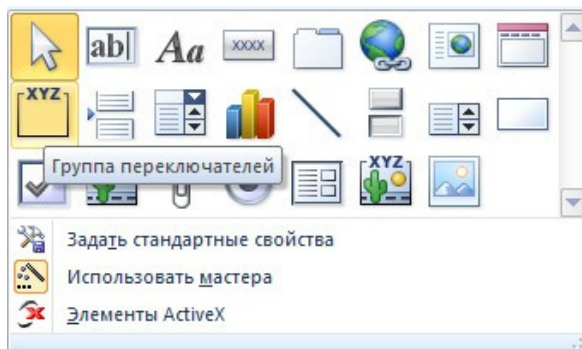 ab Aa XXXX
XYZ
Группа переключателей
XYZ
Задать стандартные свойства
Использовать мастера
Элементы ActiveX